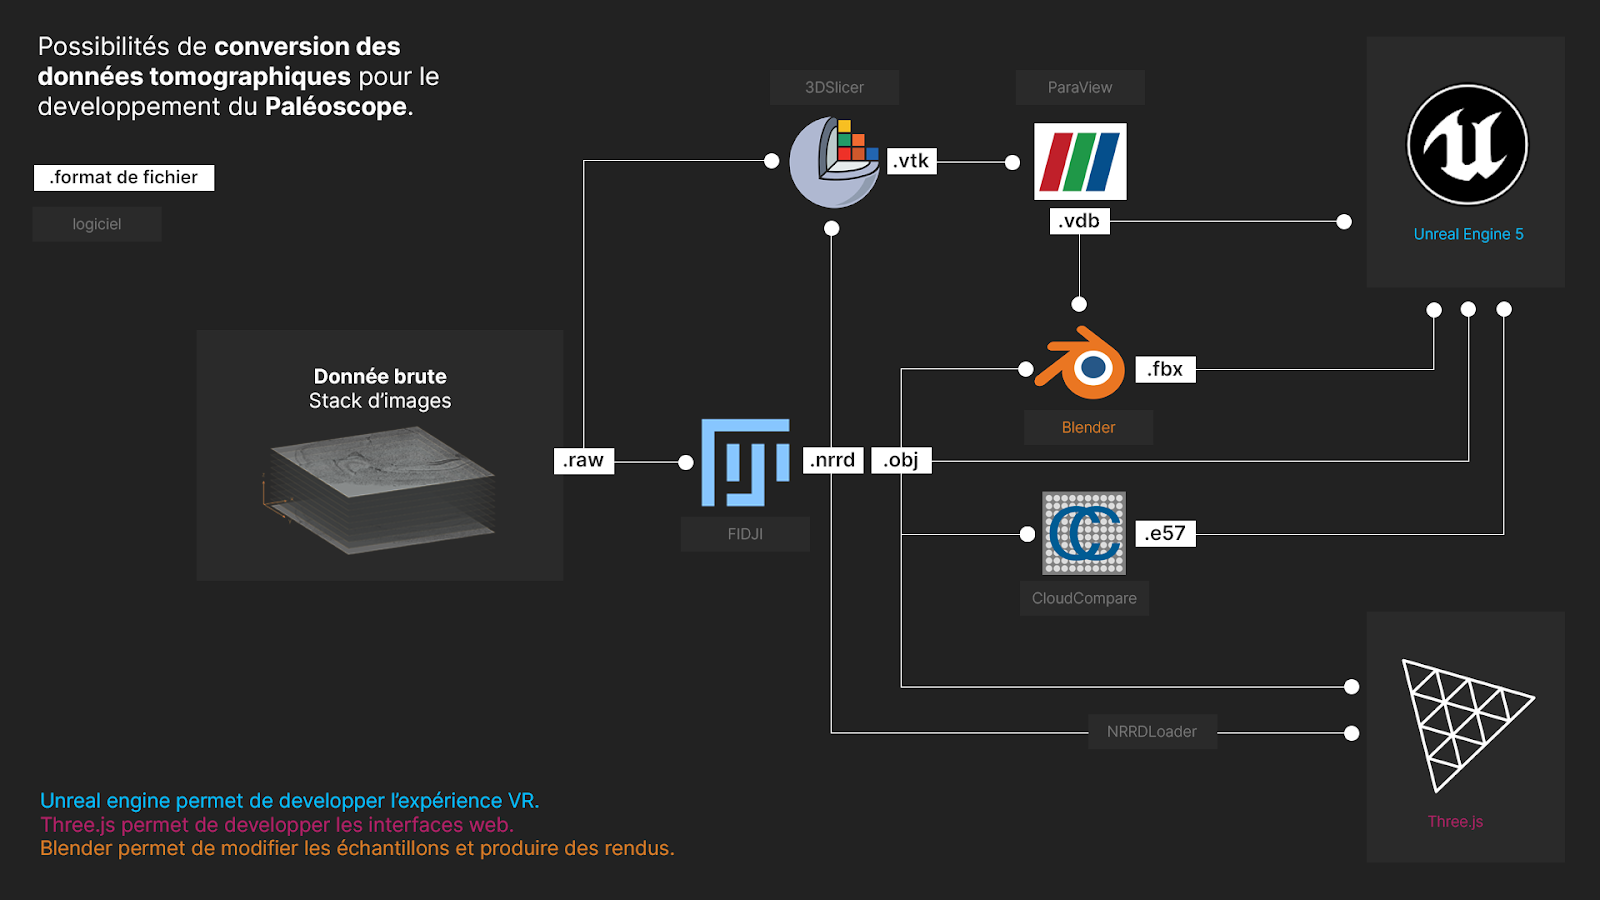 Possibilités de conversion des
données tomographiques pour le
developpement du Paléoscope.
.format de fichier
logiciel
3DSlicer
ParaView
.vtk
.vdb
Unreal Engine 5
Donnée brute
Stack d’images
.raw
FIDJI
.nrrd
.obj
.fbx
Blender
.e57
CloudCompare
NRRDLoader
Three.js
Unreal engine permet de developper l’expérience VR.
Three.js permet de developper les interfaces web.
Blender permet de modifier les échantillons et produire des rendus.